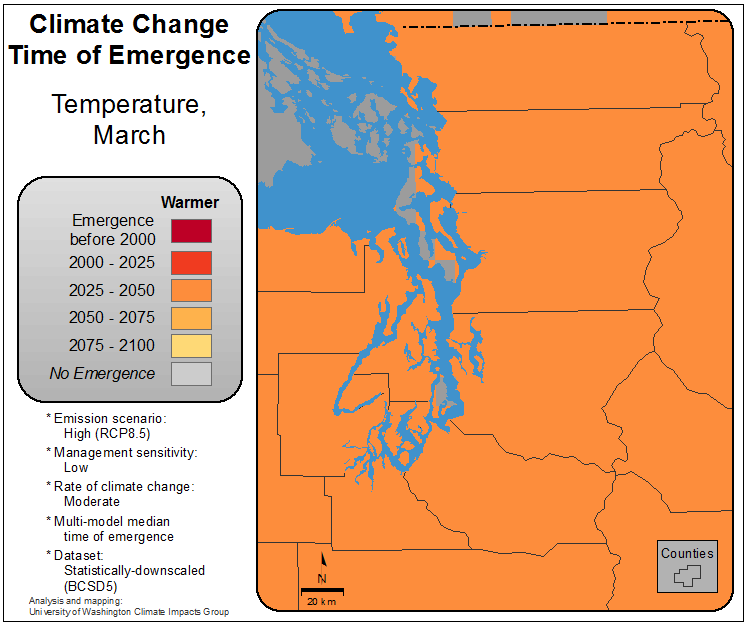 Climate Change
Time of Emergence
Temperature,
March
Warmer
Emergence
before 2000
2000 - 2025
2025 - 2050
2050 - 2075
2075 - 2100
No Emergence
* Emission scenario:
High (RCP8.5)
* Management sensitivity:
Low
* Rate of climate change:
Moderate
* Multi-model median
time of emergence
* Dataset:
Statistically-downscaled
(BCSD5)
Analysis and mapping:
University of Washington Climate Impacts Group
N
20 km
Counties